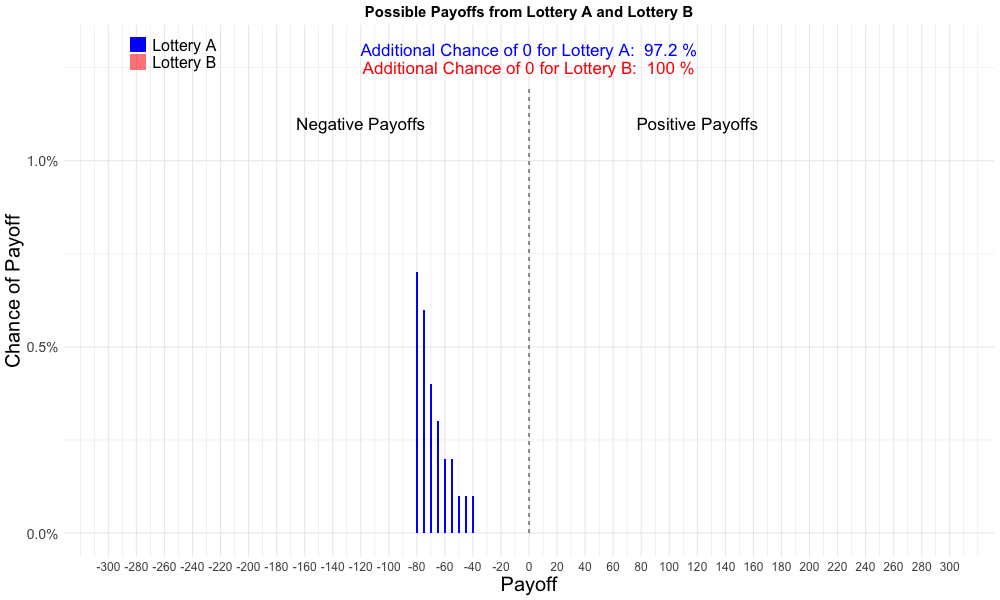 Possible Payoffs from Lottery A and Lottery B
Lottery A
Lottery B
Additional Chance of 0 for Lottery A: 97.2 %
Additional Chance of 0 for Lottery B: 100 %
Negative Payoffs
Positive Payoffs
Chance of Payoff
1.0%
0.5%
0.0%
-300 -280 -260 -240 -220 -200 -180 -160 -140 -120 -100 -80 -60 -40 -20 0 20 40 60 80 100 120 140 160 180 200 220 240 260 280 300
Payoff